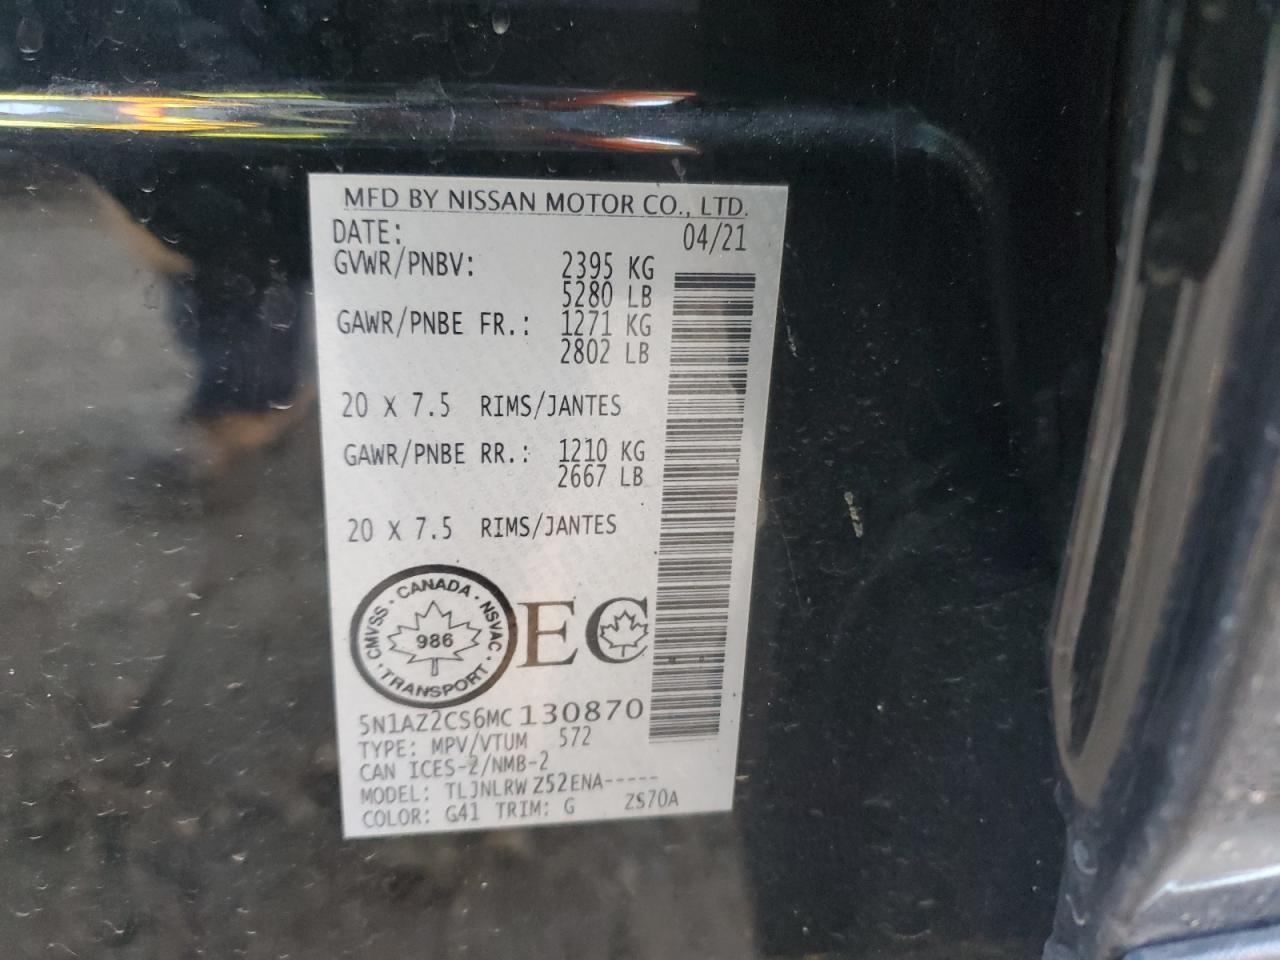 MFD BY NISSAN MOTOR CO., LTD.
DATE: 04/21
GVWR/PNBV: 2395 KG
5280 LB
GAWR/PNBE FR.: 1271 KG
2802 LB
20 X 7.5 RIMS/JANTES
GAWR/PNBE RR.: 1210 KG
2667 LB
20 X 7.5 RIMS/JANTES
CMVSS · CANADA · NSVAC
986
· TRANSPORT ·
EC
5N1AZ2CS6MC130870
TYPE: MPV/VTUM 572
CAN ICES-2/NMB-2
MODEL: TLJNLRW Z52ENA-----
COLOR: G41 TRIM: G ZS70A